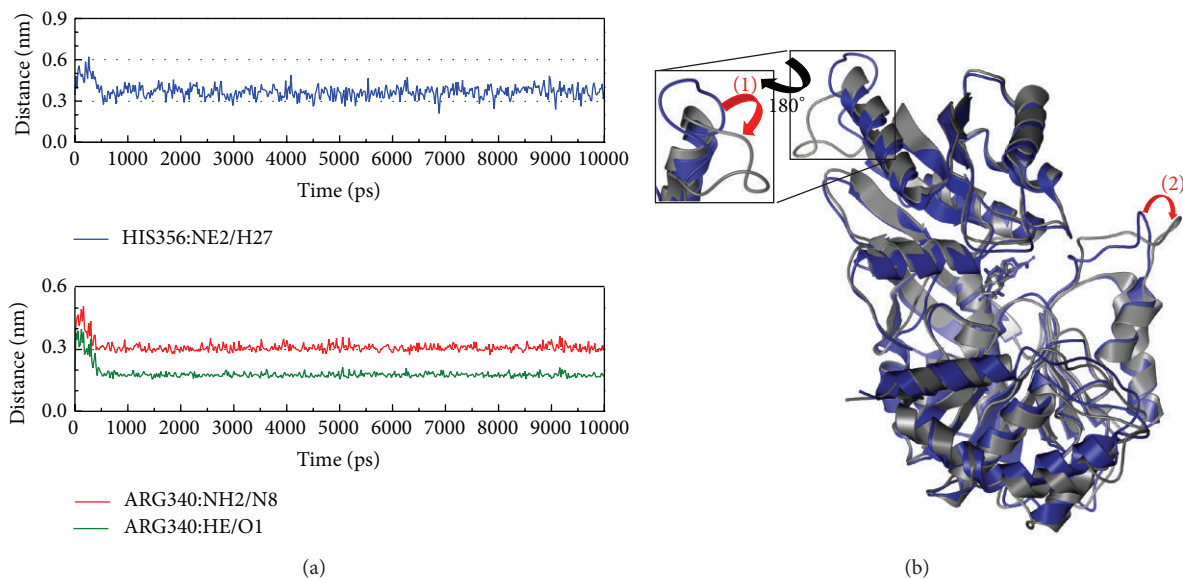 Distance (nm)
0.9
0.6
0.3
0.0
0 1000 2000 3000 4000 5000 6000 7000 8000 9000 10000
Time (ps)
HIS356:NE2/H27
Distance (nm)
0.6
0.3
0.0
0 1000 2000 3000 4000 5000 6000 7000 8000 9000 10000
Time (ps)
ARG340:NH2/N8
ARG340:HE/O1
(a)
(1)
180°
(2)
(b)